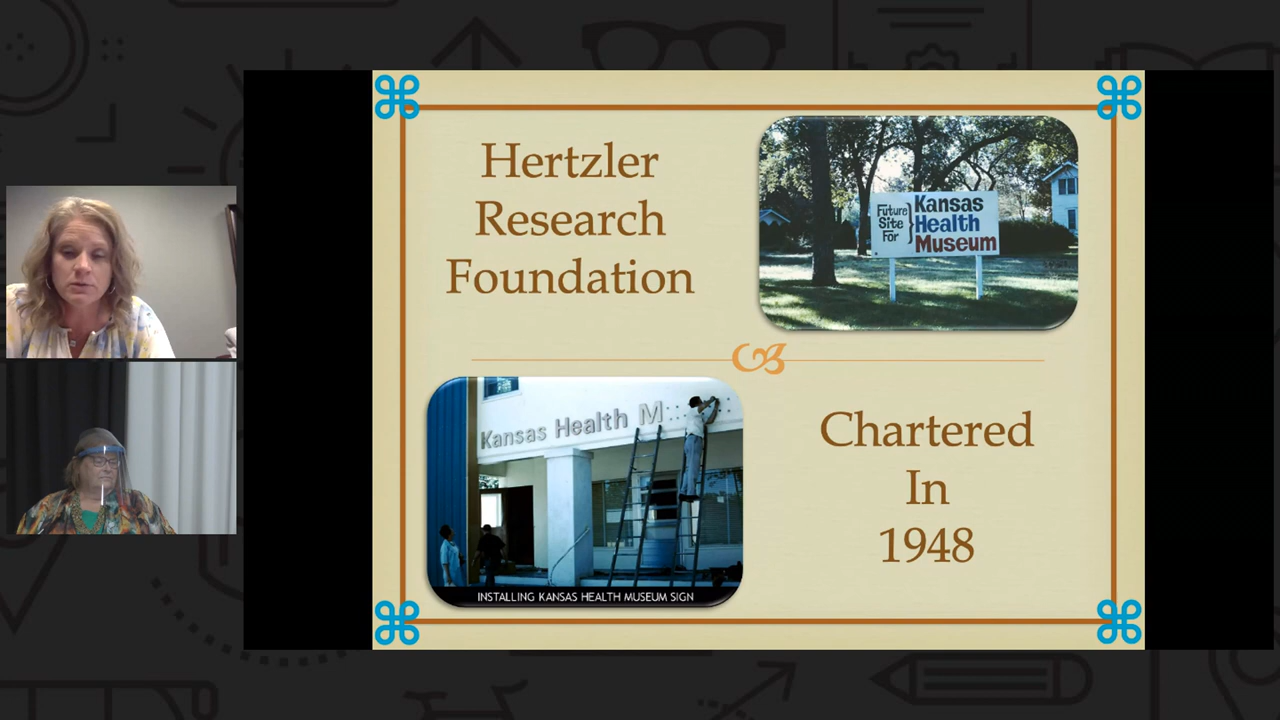 Hertzler
Research
Foundation
Future
Site
For
Kansas
Health
Museum
Kansas Health M
INSTALLING KANSAS HEALTH MUSEUM SIGN
Chartered
In
1948